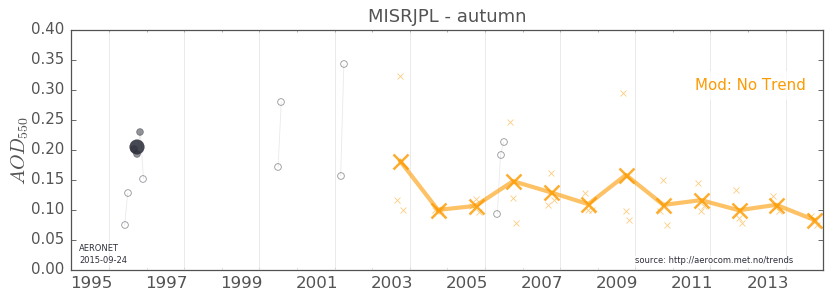 MISRJPL - autumn
0.40
0.35
0.30
0.25
0.20
0.15
0.10
0.05
0.00
AOD550
Mod: No Trend
AERONET
2015-09-24
source: http://aerocom.met.no/trends
1995 1997 1999 2001 2003 2005 2007 2009 2011 2013